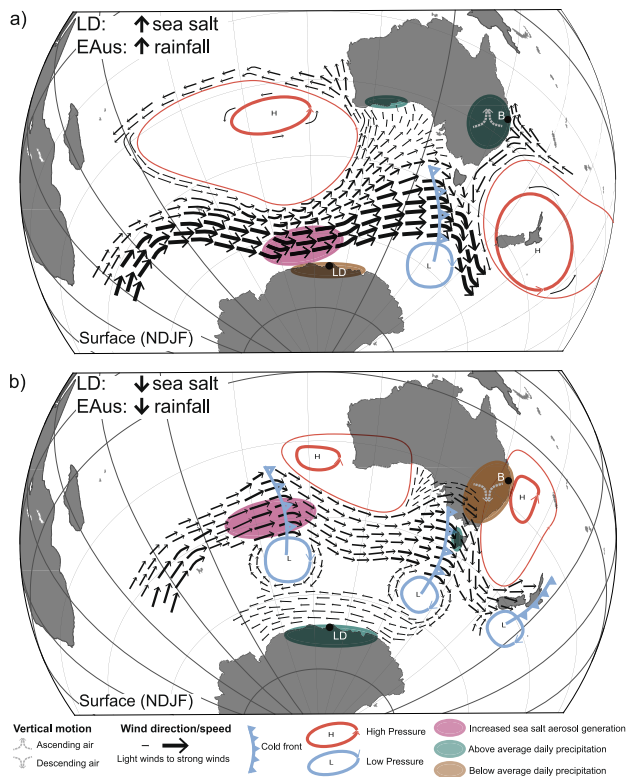 a)
LD: ↑ sea salt
EAus: ↑ rainfall
H
B
H
L
LD
Surface (NDJF)
b)
LD: ↓ sea salt
EAus: ↓ rainfall
H
B
H
L
L
L
LD
Surface (NDJF)
Vertical motion
Ascending air
Descending air
Wind direction/speed
Light winds to strong winds
Cold front
H High Pressure
L Low Pressure
Increased sea salt aerosol generation
Above average daily precipitation
Below average daily precipitation